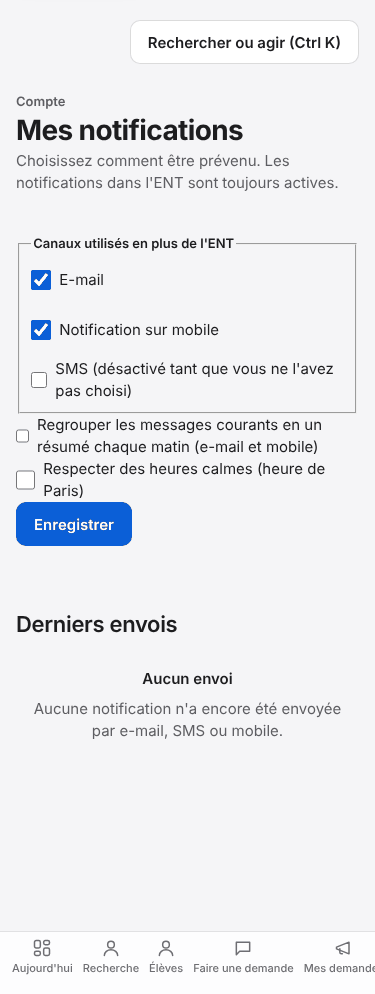 Rechercher ou agir (Ctrl K)
Compte
Mes notifications
Choisissez comment être prévenu. Les
notifications dans l'ENT sont toujours actives.
Canaux utilisés en plus de l'ENT
E-mail
Notification sur mobile
SMS (désactivé tant que vous ne l'avez
pas choisi)
Regrouper les messages courants en un
résumé chaque matin (e-mail et mobile)
Respecter des heures calmes (heure de
Paris)
Enregistrer
Derniers envois
Aucun envoi
Aucune notification n'a encore été envoyée
par e-mail, SMS ou mobile.
Aujourd'hui Recherche Élèves Faire une demande Mes demande